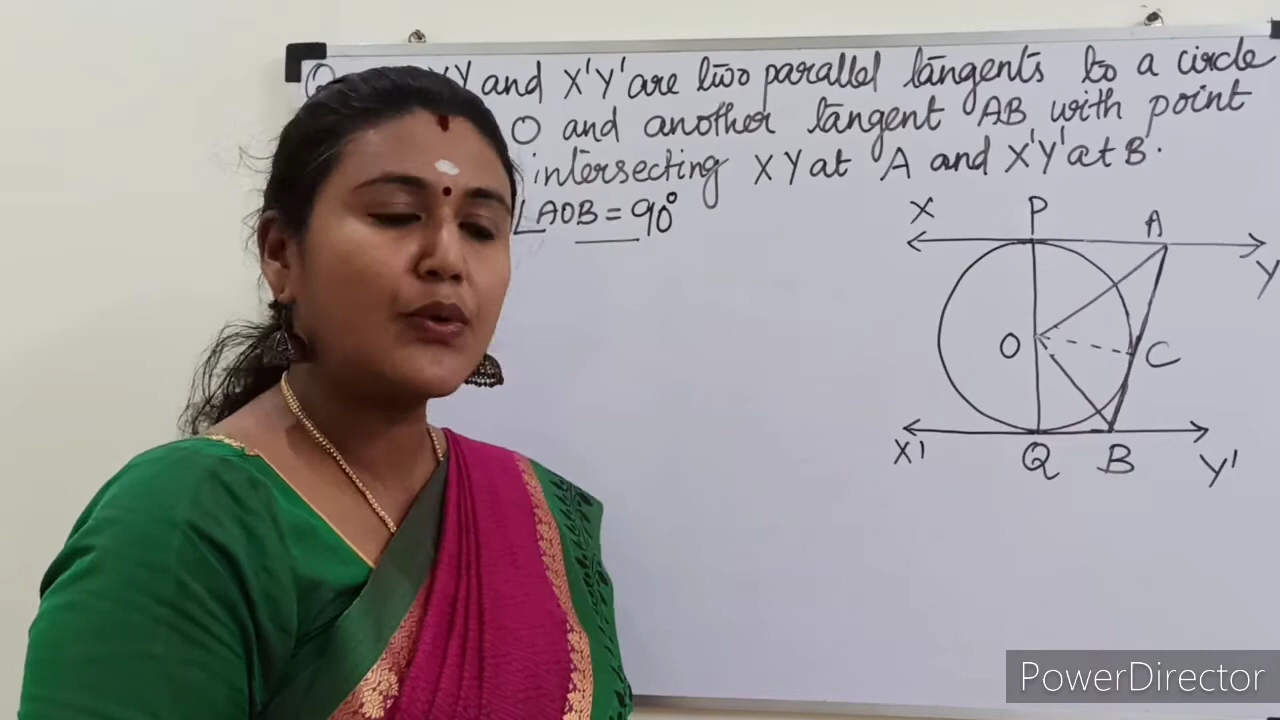 Q XY and X'Y' are two parallel tangents to a circle
O and another tangent AB with point
intersecting XY at A and X'Y' at B.
∠AOB = 90°
X P A
Y
O C
X' Q B Y'
PowerDirector